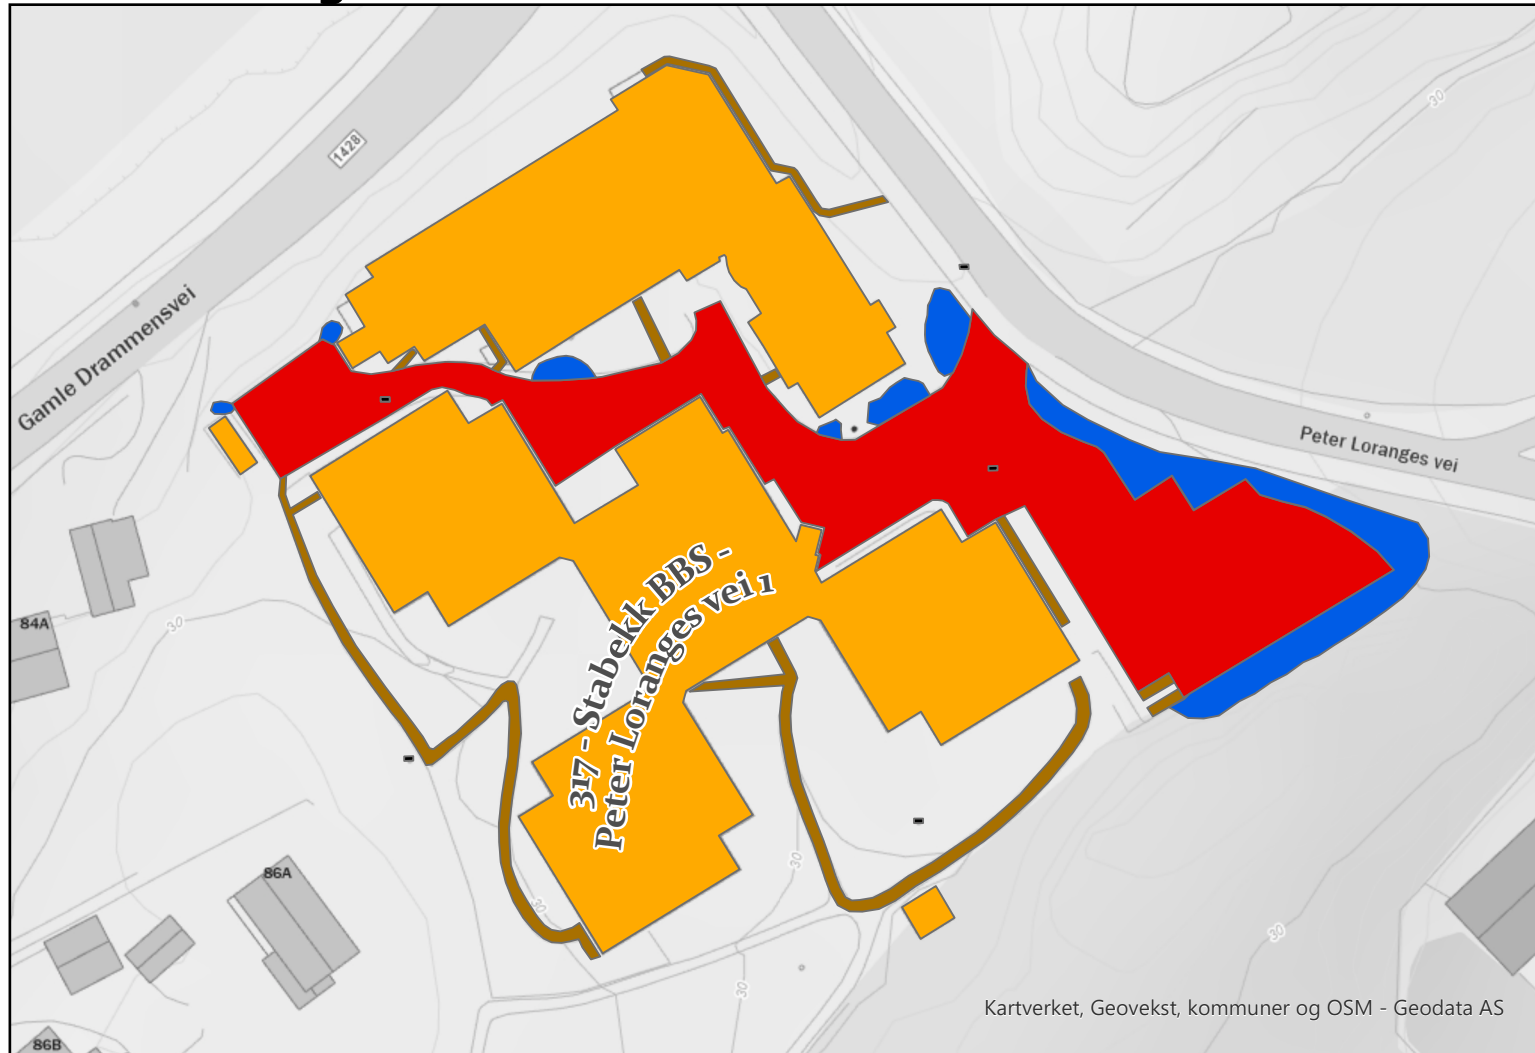 1428
30
Gamle Drammensvei
Peter Loranges vei
317 - Stabekk BBS -
Peter Loranges vei 1
84A
30
86A
30
30
30
30
Kartverket, Geovekst, kommuner og OSM - Geodata AS
86B